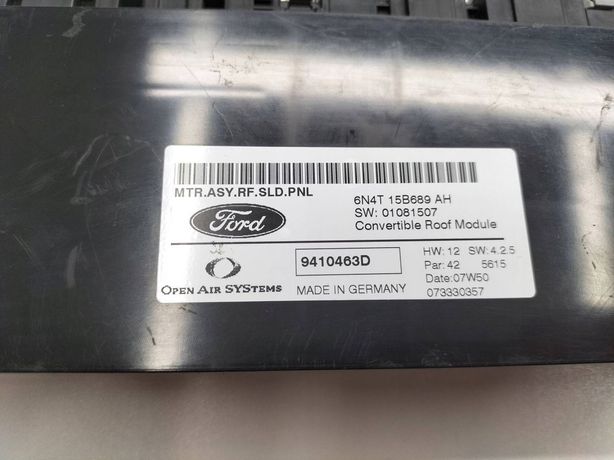 MTR.ASY.RF.SLD.PNL
6N4T 15B689 AH
SW: 01081507
Convertible Roof Module
Ford
HW: 12 SW: 4.2.5
Par: 42 5615
Date: 07W50
073330357
9410463D
OPEN AIR SYSTEMS
MADE IN GERMANY